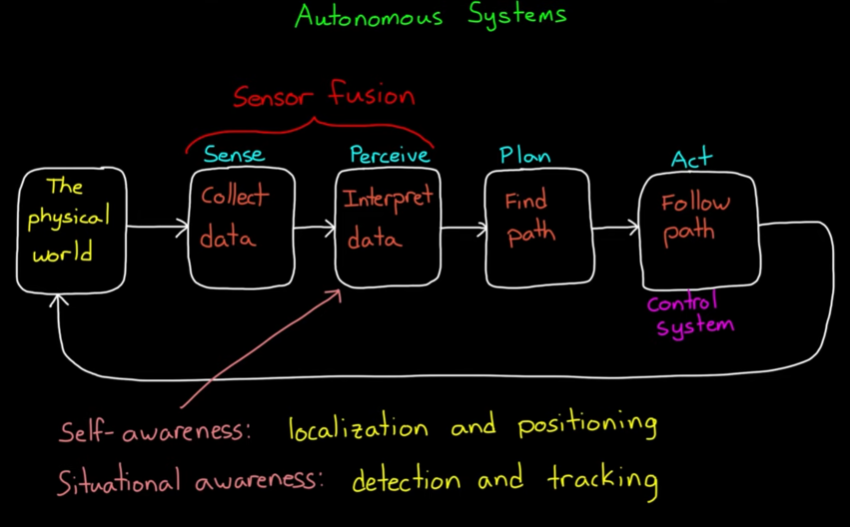 Autonomous Systems
Sensor fusion
Sense
Perceive
Plan
Act
The
physical
world
Collect
data
Interpret
data
Find
path
Follow
path
control
system
Self-awareness: localization and positioning
Situational awareness: detection and tracking